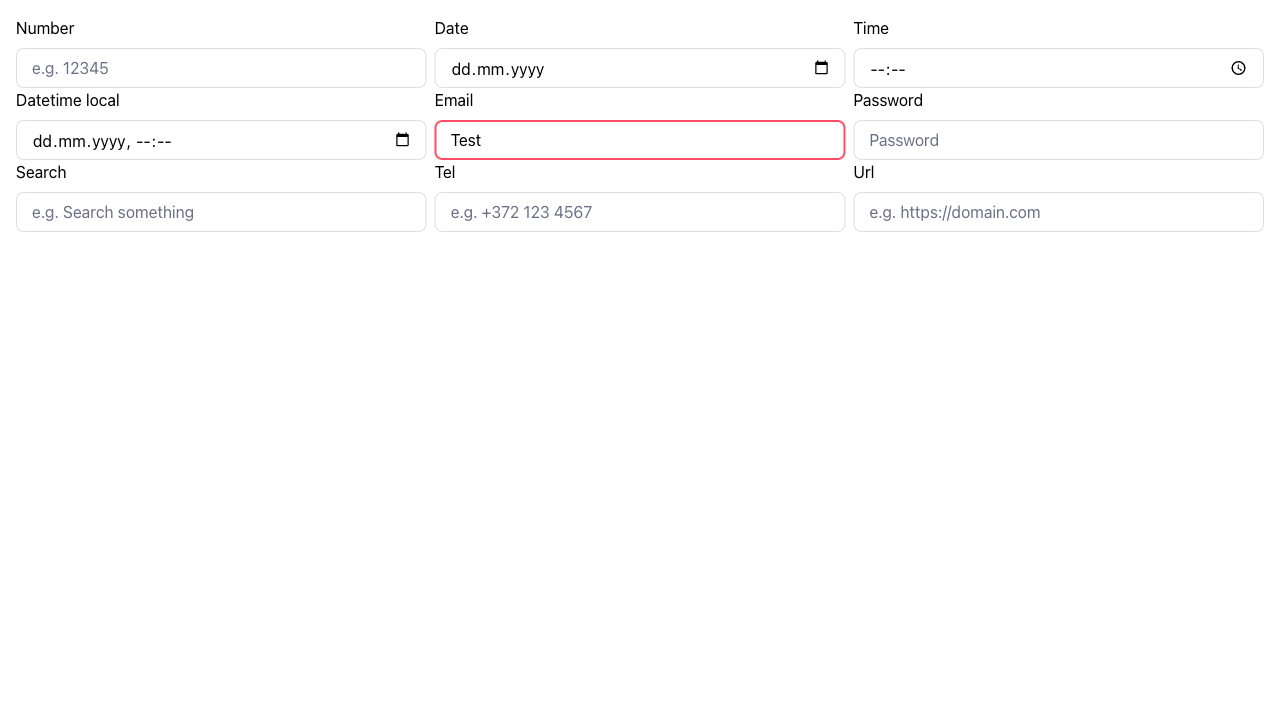 Number Date Time
e.g. 12345 dd.mm.yyyy --:--
Datetime local Email Password
dd.mm.yyyy, --:-- Test Password
Search Tel Url
e.g. Search something e.g. +372 123 4567 e.g. https://domain.com